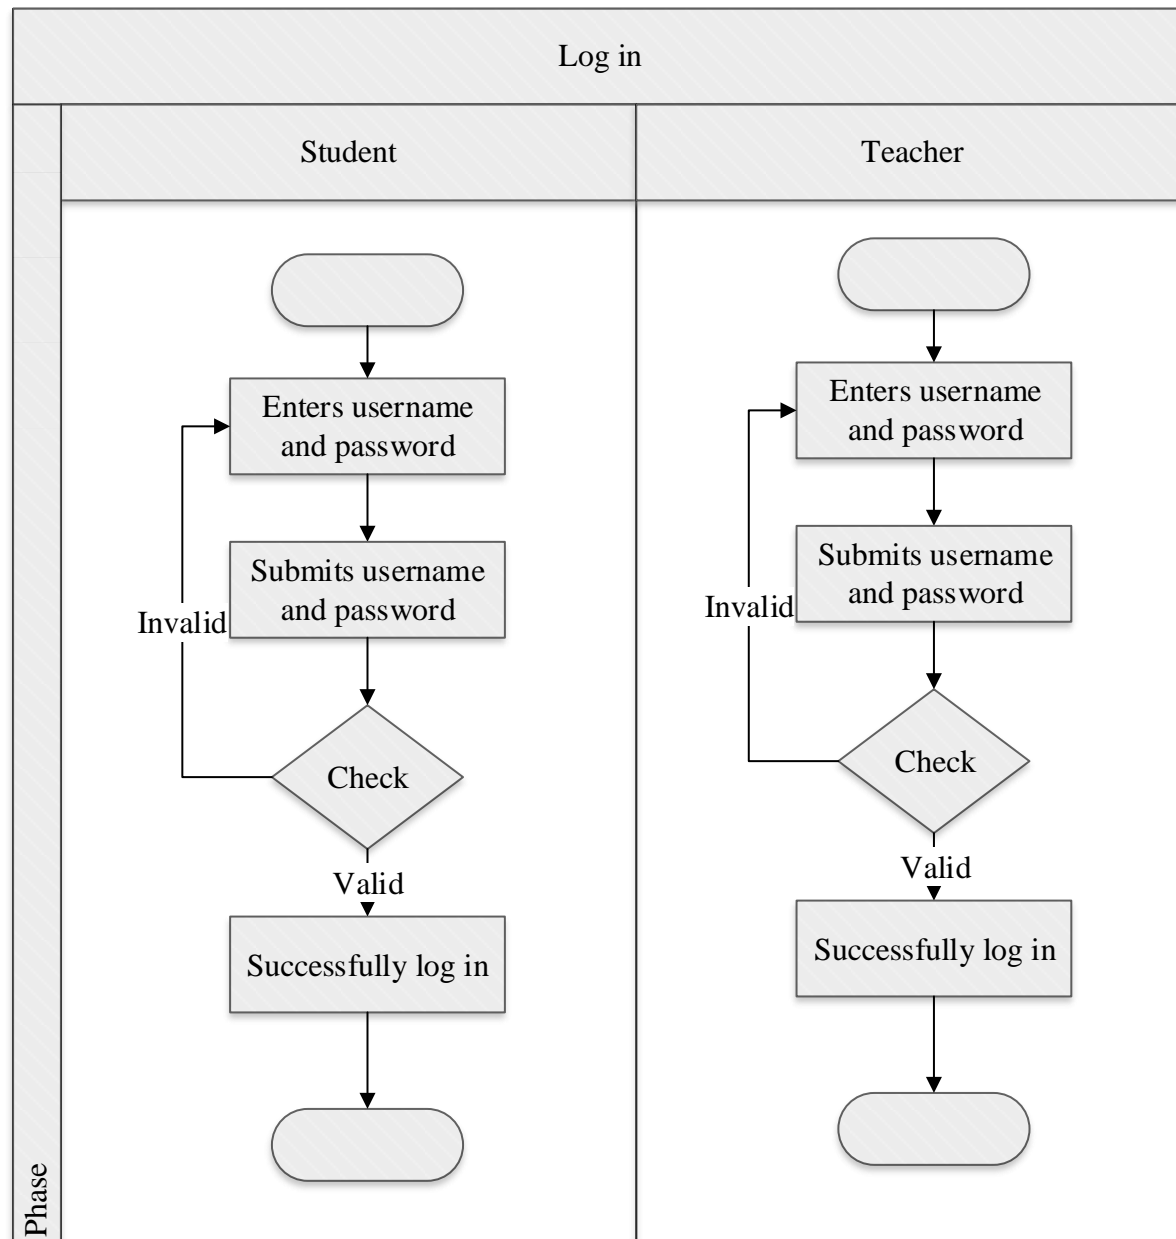 Log in
Student
Teacher
Enters username
and password
Submits username
and password
Invalid
Check
Valid
Successfully log in
Enters username
and password
Submits username
and password
Invalid
Check
Valid
Successfully log in
Phase